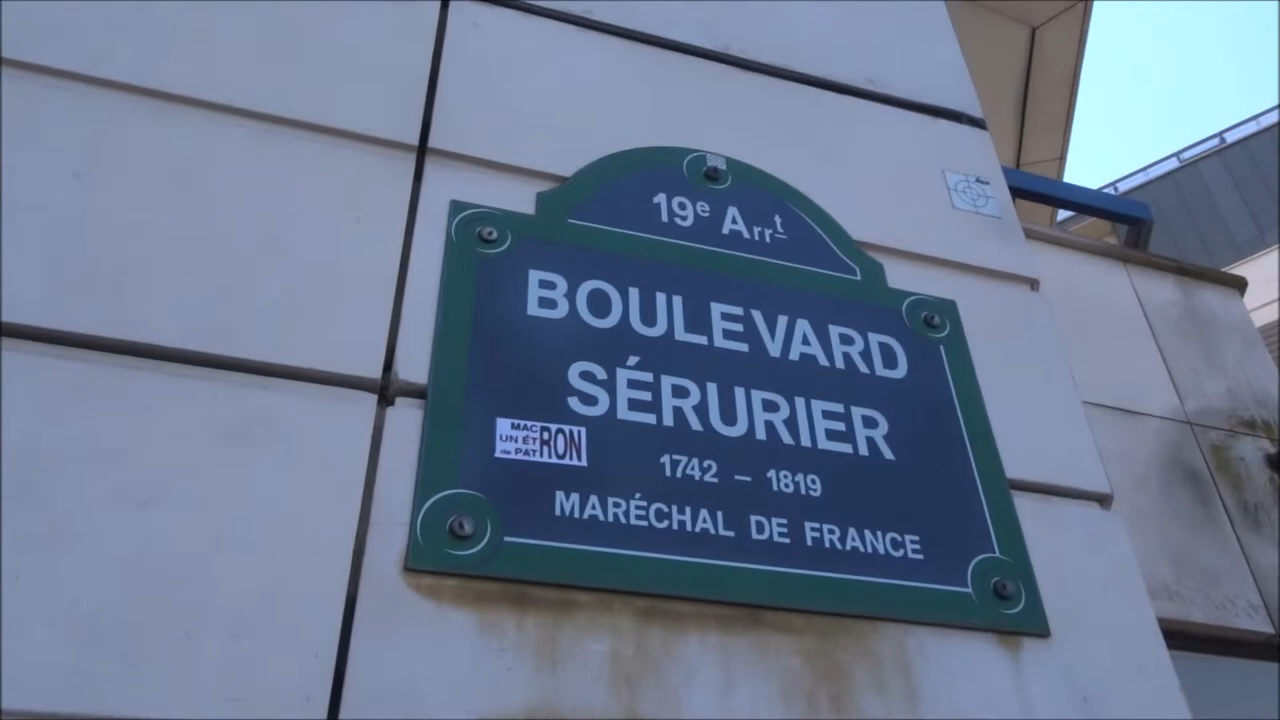 19e Arrt
BOULEVARD
SÉRURIER
1742 – 1819
MARÉCHAL DE FRANCE
MAC
UN ÉT
de PAT
RON